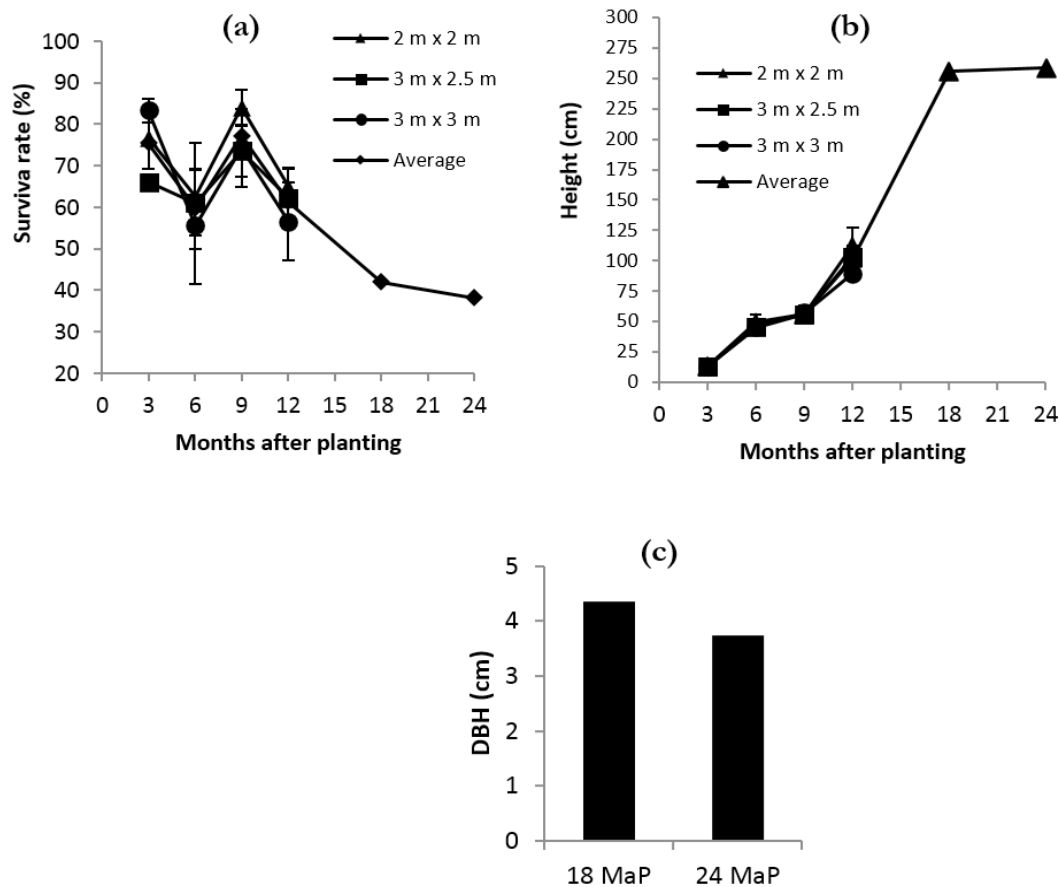 (a)
100
90
80
70
60
50
40
30
20
Surviva rate (%)
2 m x 2 m
3 m x 2.5 m
3 m x 3 m
Average
0 3 6 9 12 15 18 21 24
Months after planting
(b)
300
275
250
225
200
175
150
125
100
75
50
25
0
Height (cm)
2 m x 2 m
3 m x 2.5 m
3 m x 3 m
Average
0 3 6 9 12 15 18 21 24
Months after planting
(c)
5
4
3
2
1
0
DBH (cm)
18 MaP 24 MaP